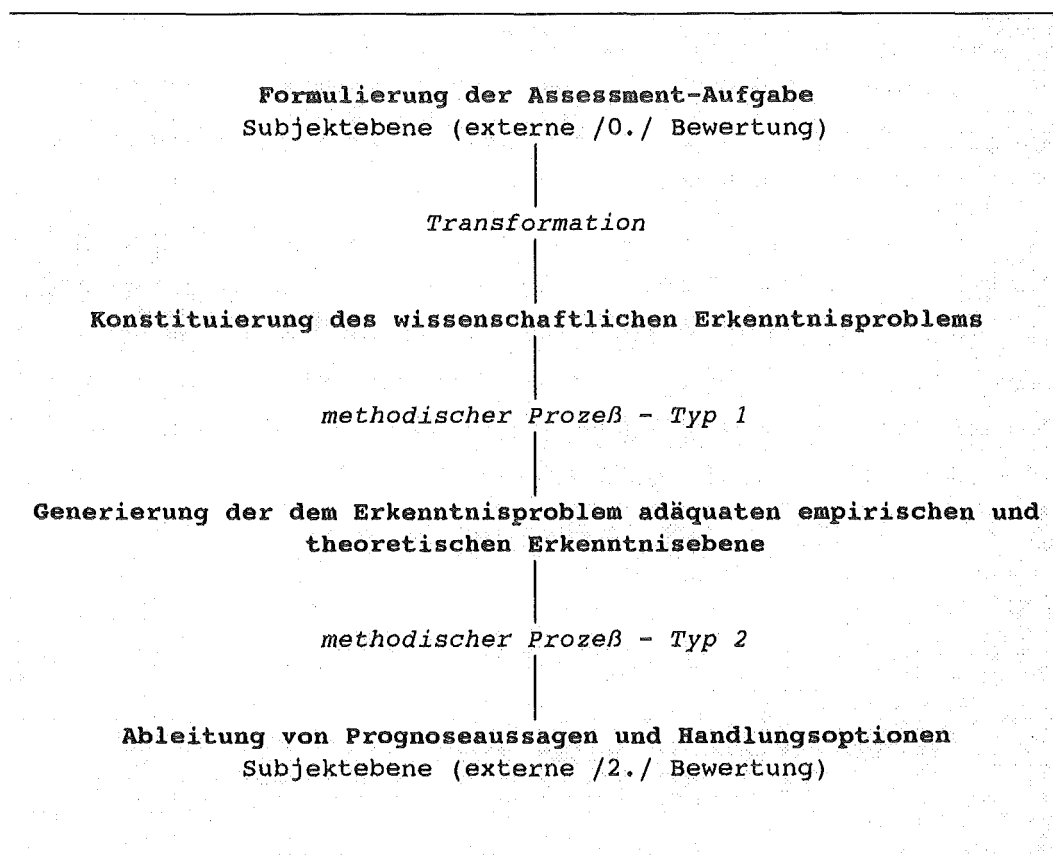 Formulierung der Assessment-Aufgabe
Subjektebene (externe /0./ Bewertung)
Transformation
Konstituierung des wissenschaftlichen Erkenntnisproblems
methodischer Prozeß - Typ 1
Generierung der dem Erkenntnisproblem adäquaten empirischen und
theoretischen Erkenntnisebene
methodischer Prozeß - Typ 2
Ableitung von Prognoseaussagen und Handlungsoptionen
Subjektebene (externe /2./ Bewertung)